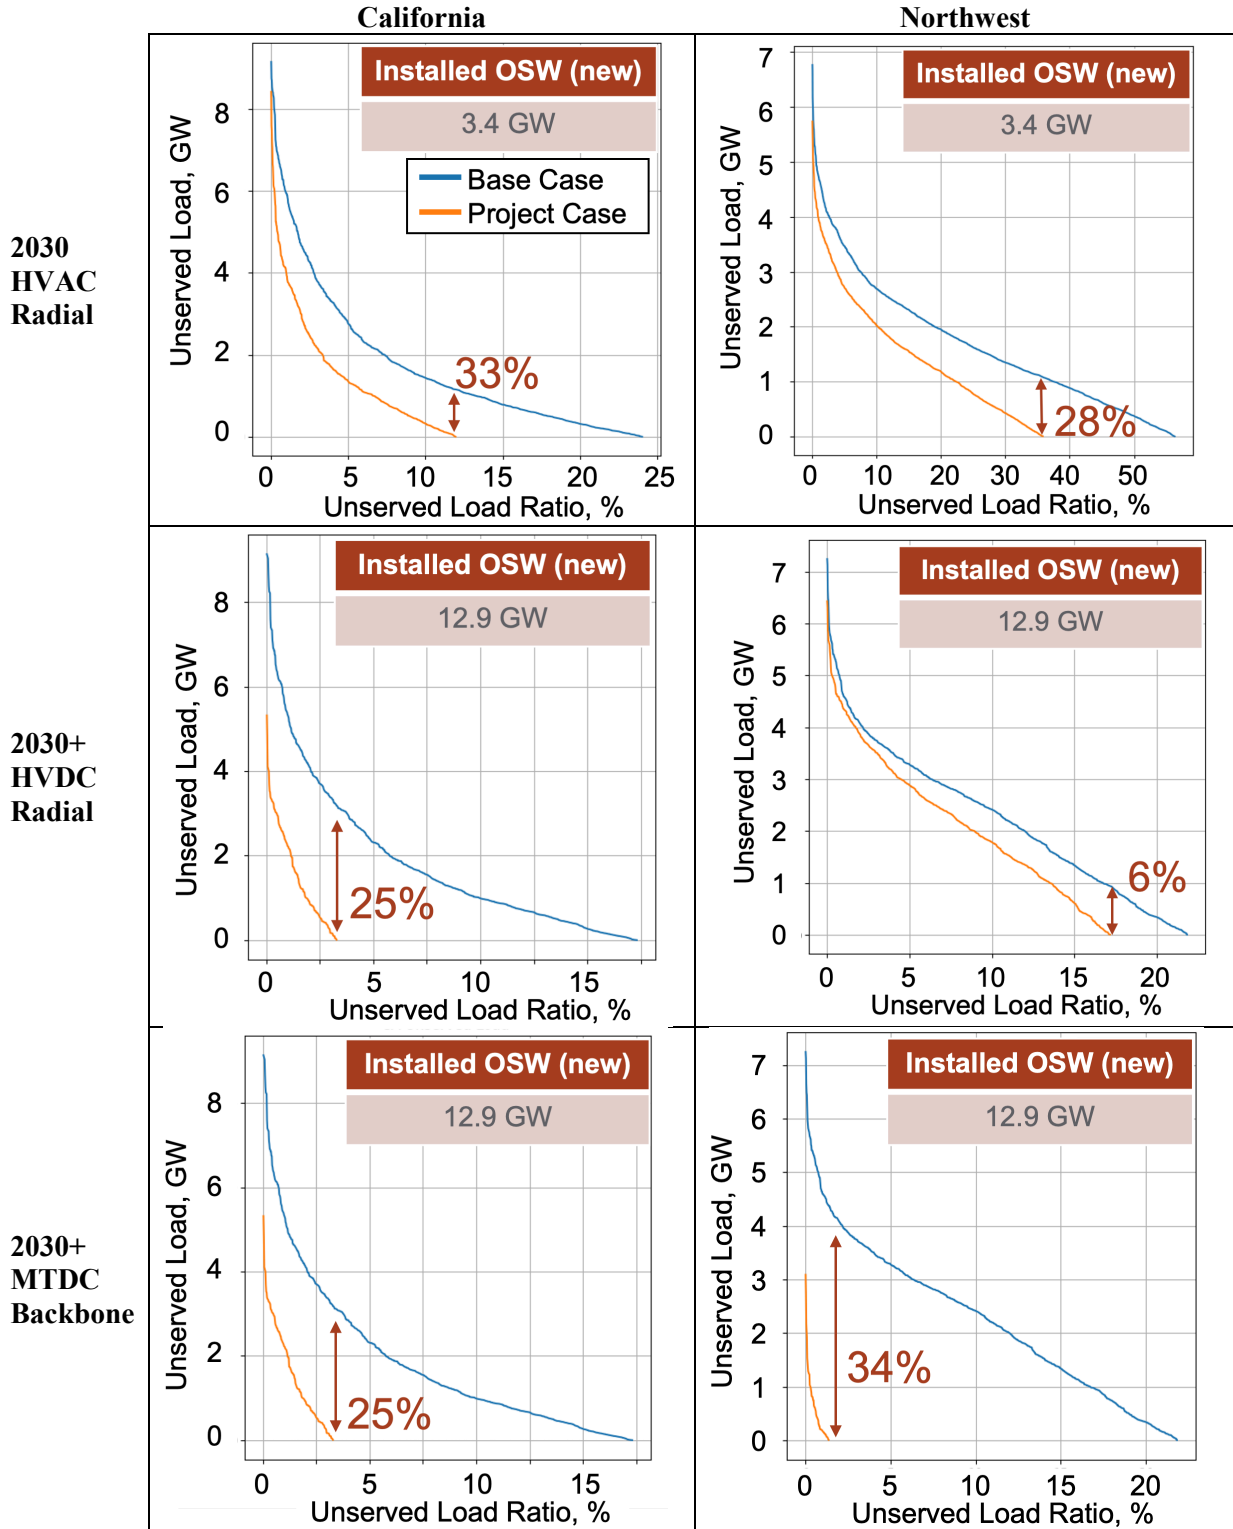 California
Northwest
2030
HVAC
Radial
Installed OSW (new)
3.4 GW
Base Case
Project Case
33%
Unserved Load, GW
8
6
4
2
0
0 5 10 15 20 25
Unserved Load Ratio, %
Installed OSW (new)
3.4 GW
28%
Unserved Load, GW
7
6
5
4
3
2
1
0
0 10 20 30 40 50
Unserved Load Ratio, %
2030+
HVDC
Radial
Installed OSW (new)
12.9 GW
25%
Unserved Load, GW
8
6
4
2
0
0 5 10 15
Unserved Load Ratio, %
Installed OSW (new)
12.9 GW
6%
Unserved Load, GW
7
6
5
4
3
2
1
0
0 5 10 15 20
Unserved Load Ratio, %
2030+
MTDC
Backbone
Installed OSW (new)
12.9 GW
25%
Unserved Load, GW
8
6
4
2
0
0 5 10 15
Unserved Load Ratio, %
Installed OSW (new)
12.9 GW
34%
Unserved Load, GW
7
6
5
4
3
2
1
0
0 5 10 15 20
Unserved Load Ratio, %